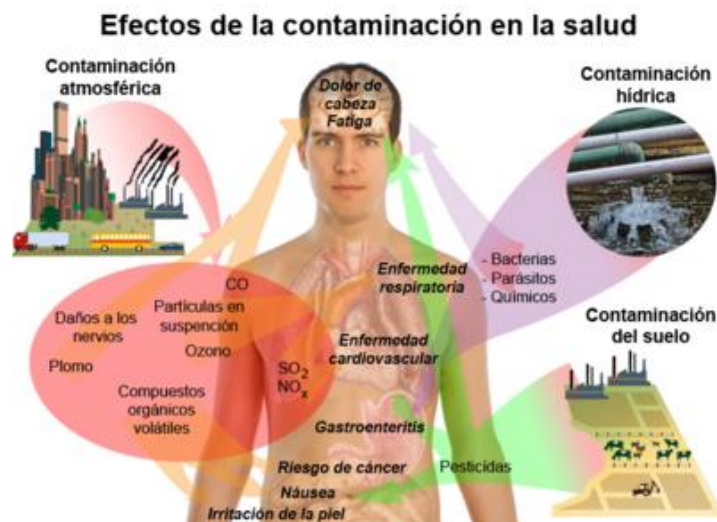 Efectos de la contaminación en la salud
Contaminación
atmosférica
Dolor de
cabeza
Fatiga
Contaminación
hídrica
- Bacterias
- Parásitos
- Químicos
Enfermedad
respiratoria
CO
Partículas en
suspención
Daños a los
nervios
Ozono
Plomo
SO2
NOx
Compuestos
orgánicos
volátiles
Enfermedad
cardiovascular
Contaminación
del suelo
Gastroenteritis
Riesgo de cáncer
Pesticidas
Náusea
Irritación de la piel